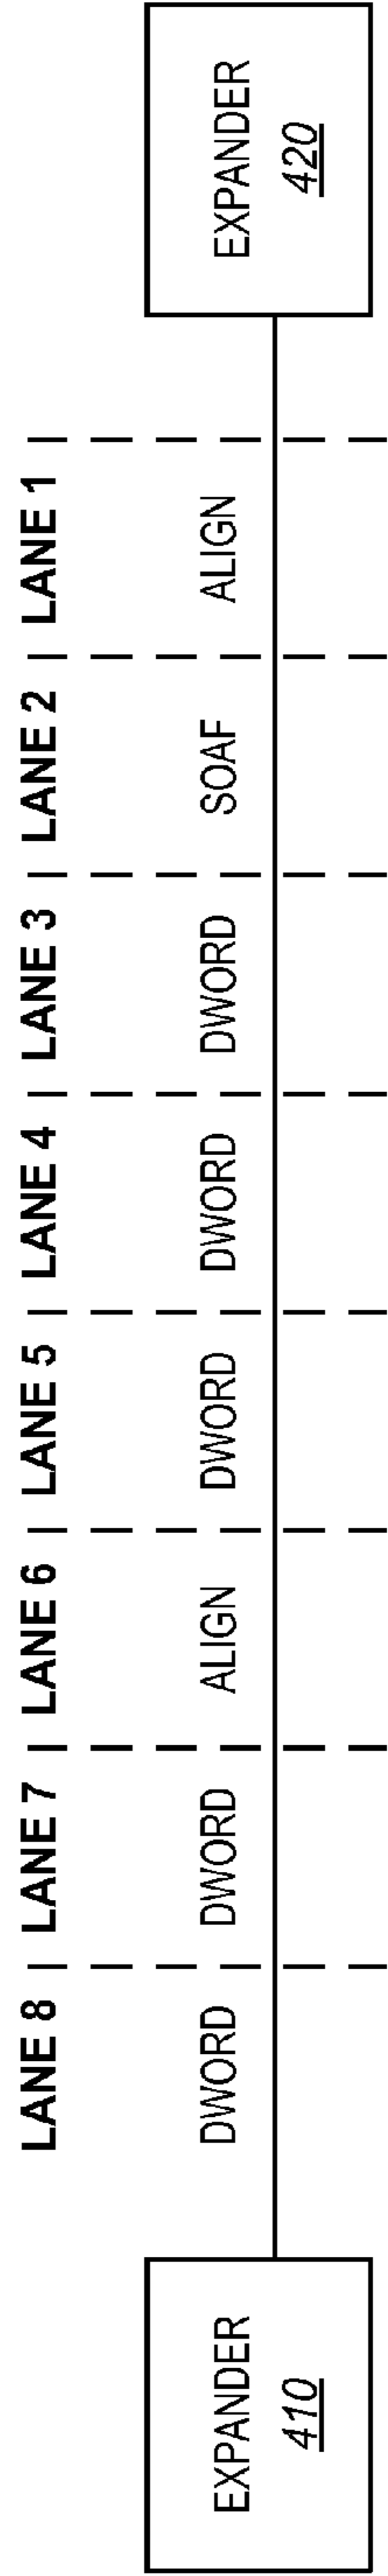 LANE 8 LANE 7 LANE 6 LANE 5 LANE 4 LANE 3 LANE 2 LANE 1
EXPANDER
410
DWORD DWORD ALIGN DWORD DWORD DWORD SOAF ALIGN
EXPANDER
420